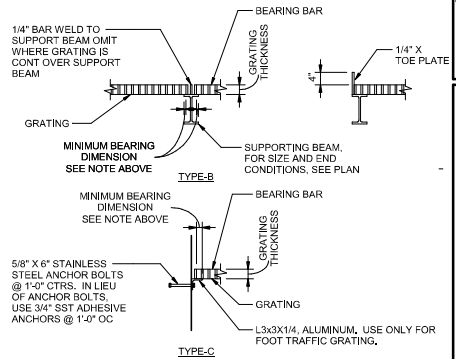 1/4" BAR WELD TO
SUPPORT BEAM OMIT
WHERE GRATING IS
CONT OVER SUPPORT
BEAM
BEARING BAR
GRATING
THICKNESS
4"
1/4" X
TOE PLATE
GRATING
MINIMUM BEARING
DIMENSION
SEE NOTE ABOVE
SUPPORTING BEAM,
FOR SIZE AND END
CONDITIONS, SEE PLAN
TYPE-B
MINIMUM BEARING
DIMENSION
SEE NOTE ABOVE
BEARING BAR
GRATING
THICKNESS
5/8" X 6" STAINLESS
STEEL ANCHOR BOLTS
@ 1'-0" CTRS. IN LIEU
OF ANCHOR BOLTS,
USE 3/4" SST ADHESIVE
ANCHORS @ 1'-0" OC
GRATING
L3x3X1/4, ALUMINUM. USE ONLY FOR
FOOT TRAFFIC GRATING.
TYPE-C